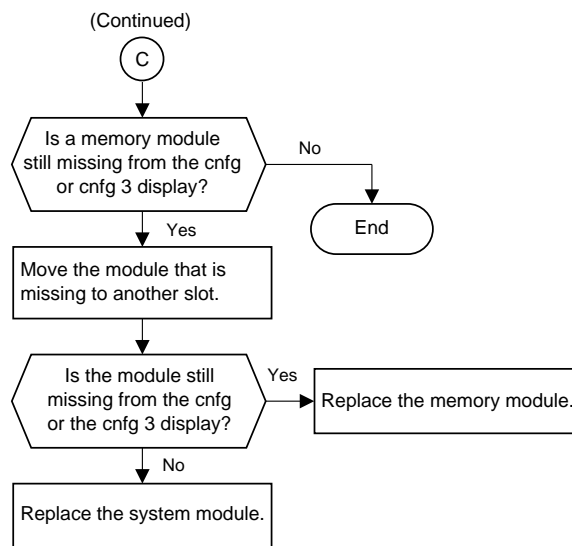 (Continued)
C
Is a memory module
still missing from the cnfg
or cnfg 3 display?
No
End
Yes
Move the module that is
missing to another slot.
Is the module still
missing from the cnfg
or the cnfg 3 display?
Yes
Replace the memory module.
No
Replace the system module.